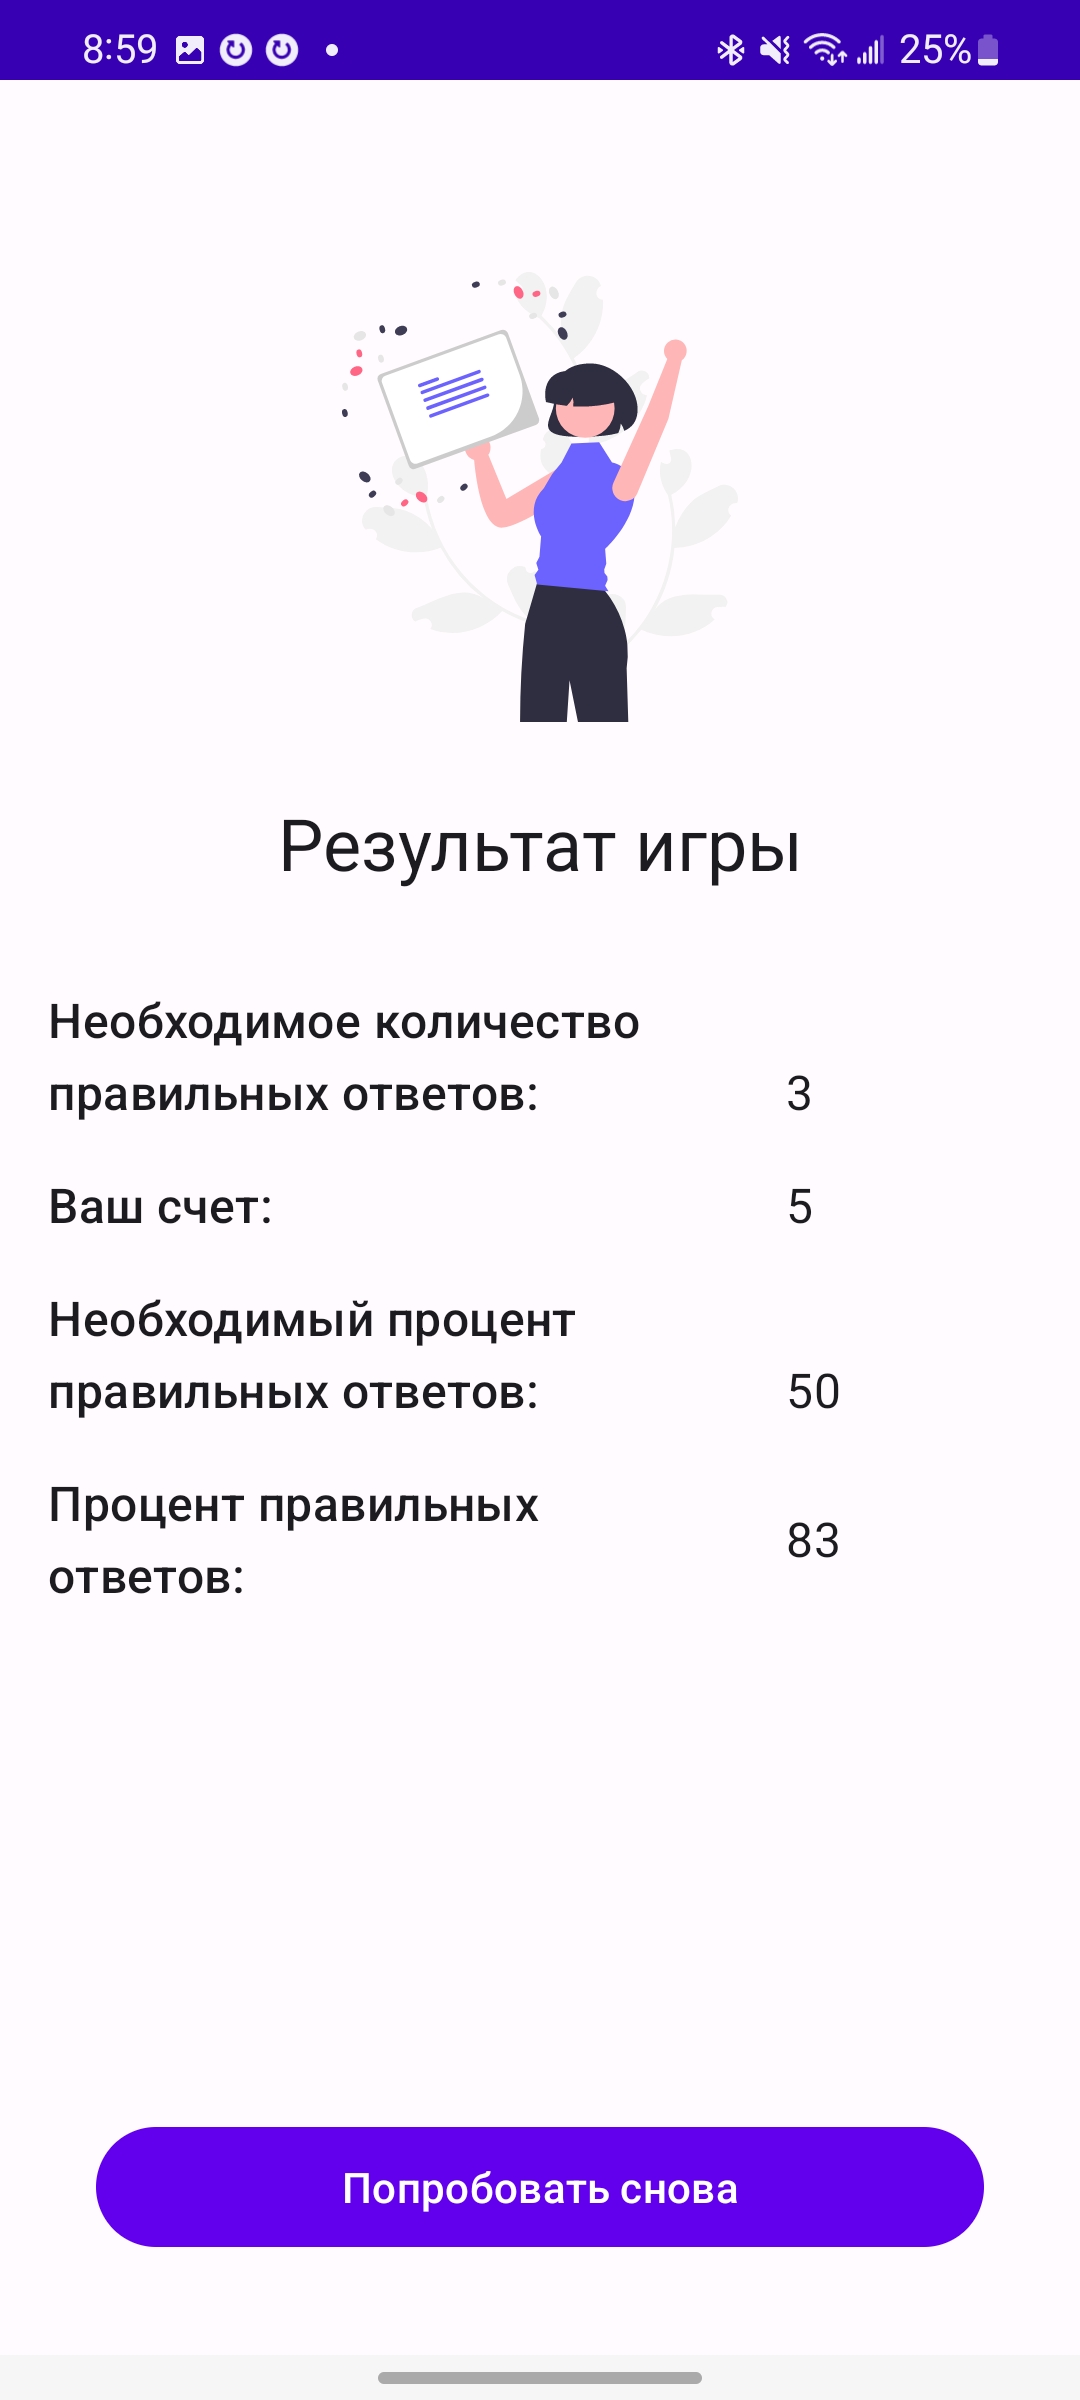 8:59 25%
Результат игры
Необходимое количество
правильных ответов: 3
Ваш счет: 5
Необходимый процент
правильных ответов: 50
Процент правильных
ответов: 83
Попробовать снова